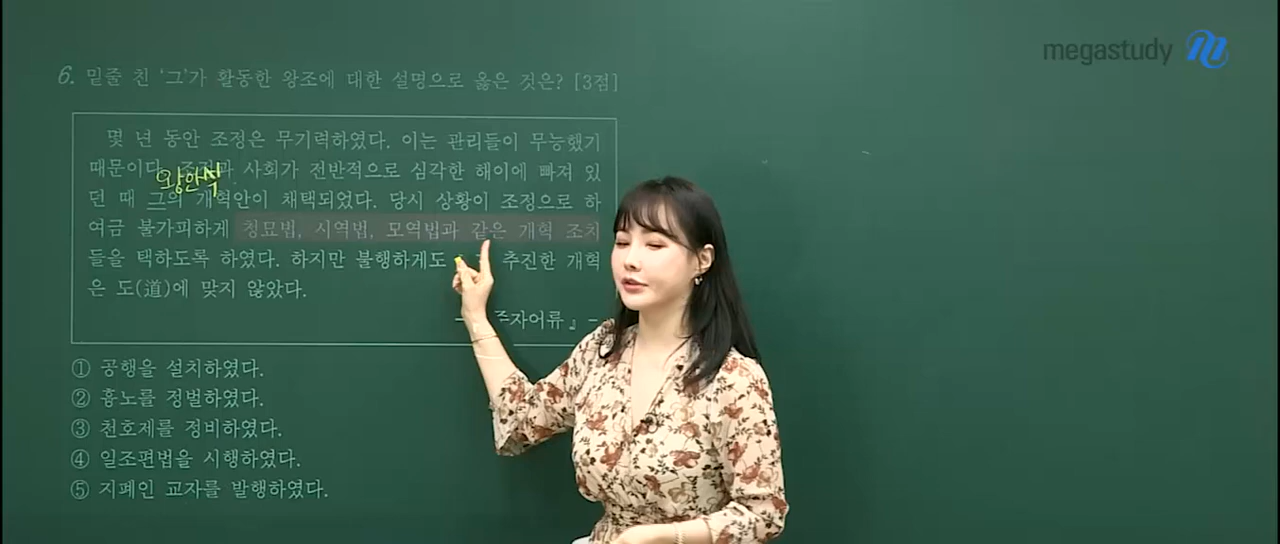 megastudy
6. 밑줄 친 '그'가 활동한 왕조에 대한 설명으로 옳은 것은? [3점]
몇 년 동안 조정은 무기력하였다. 이는 관리들이 무능했기
때문이다. 조정과 사회가 전반적으로 심각한 해이에 빠져 있
왕안석
던 때 그의 개혁안이 채택되었다. 당시 상황이 조정으로 하
여금 불가피하게 청묘법, 시역법, 모역법과 같은 개혁 조치
들을 택하도록 하였다. 하지만 불행하게도 추진한 개혁
은 도(道)에 맞지 않았다.
- 주자어류』 -
① 공행을 설치하였다.
② 흉노를 정벌하였다.
③ 천호제를 정비하였다.
④ 일조편법을 시행하였다.
⑤ 지폐인 교자를 발행하였다.